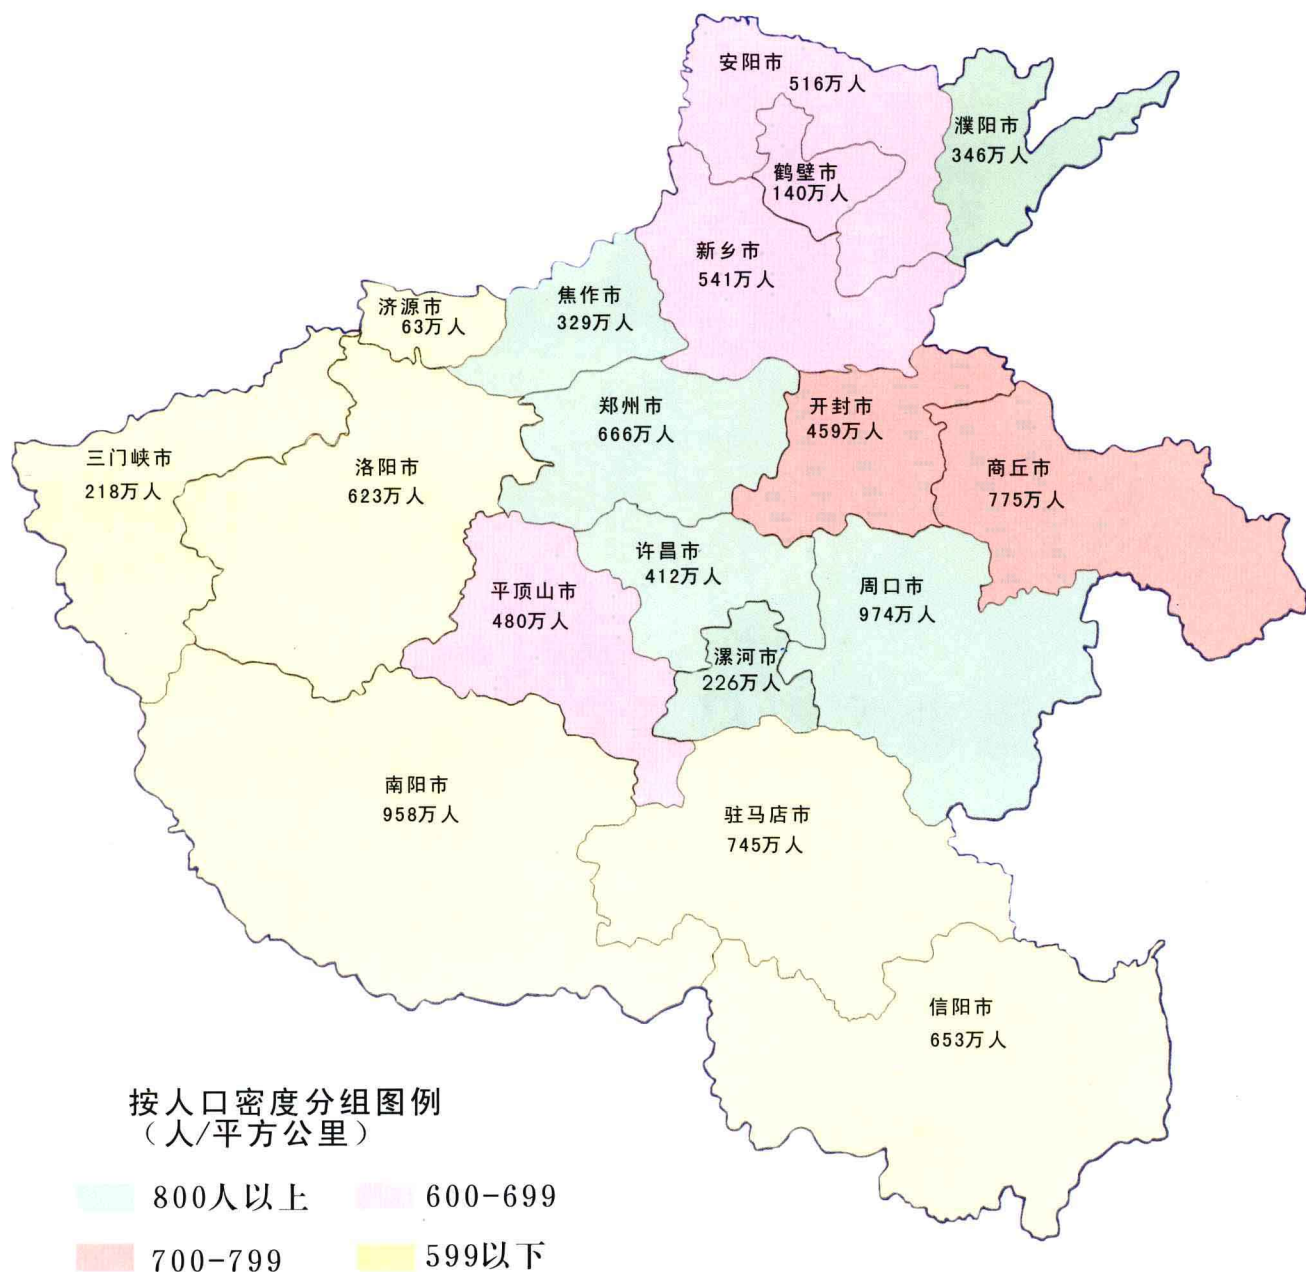 安阳市
516万人
濮阳市
346万人
鹤壁市
140万人
新乡市
541万人
济源市
63万人
焦作市
329万人
郑州市
666万人
开封市
459万人
三门峡市
218万人
洛阳市
623万人
商丘市
775万人
许昌市
412万人
平顶山市
480万人
周口市
974万人
漯河市
226万人
南阳市
958万人
驻马店市
745万人
信阳市
653万人
按人口密度分组图例
（人/平方公里）
800人以上
600-699
700-799
599以下